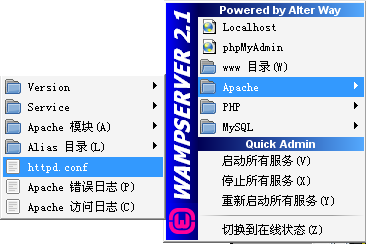 Powered by Alter Way
Localhost
phpMyAdmin
www 目录(W)
Apache
PHP
MySQL
Quick Admin
启动所有服务(V)
停止所有服务(X)
重新启动所有服务(Y)
切换到在线状态(Z)
WAMPSERVER 2.1
Version
Service
Apache 模块(A)
Alias 目录(L)
httpd.conf
Apache 错误日志(P)
Apache 访问日志(C)